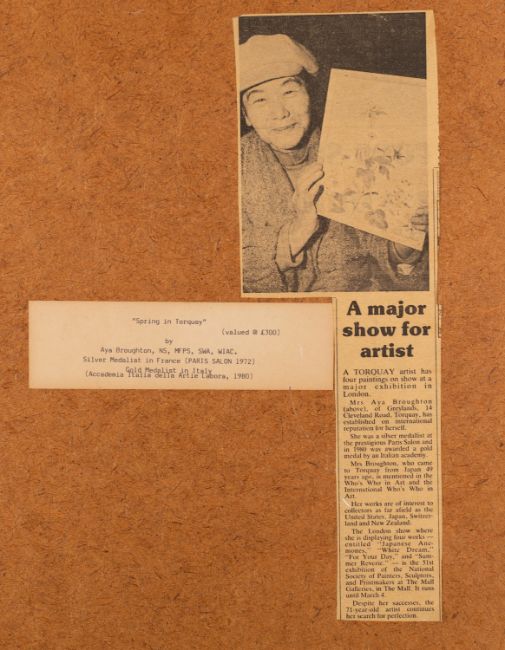 "Spring in Torquay"
(valued @ £300)
by
Aya Broughton, NS, MFPS, SWA, WIAC,
Silver Medalist in France (PARIS SALON 1972)
Gold Medalist in Italy
(Accademia Italia delle Artie Labora, 1980)
A major
show for
artist
A TORQUAY artist has
four paintings on show at a
major exhibition in
London.
Mrs Aya Broughton
(above), of Greylands, 14
Cleveland Road, Torquay, has
established on international
reputation for herself.
She was a silver medalist at
the prestigious Paris Salon and
in 1980 was awarded a gold
medal by an Italian academy.
Mrs Broughton, who came
to Torquay from Japan 49
years ago, is mentioned in the
Who's Who in Art and the
International Who's Who in
Art.
Her works are of interest to
collectors as far afield as the
United States, Japan, Switzer-
land and New Zealand.
The London show where
she is displaying four works —
entitled "Japanese Ane-
mones," "White Dream,"
"For Your Day," and "Sum-
mer Reverie," — is the 51st
exhibition of the National
Society of Painters, Sculptors,
and Printmakers at The Mall
Galleries, in The Mall. It runs
until March 4.
Despite her successes, the
71-year-old artist continues
her search for perfection.